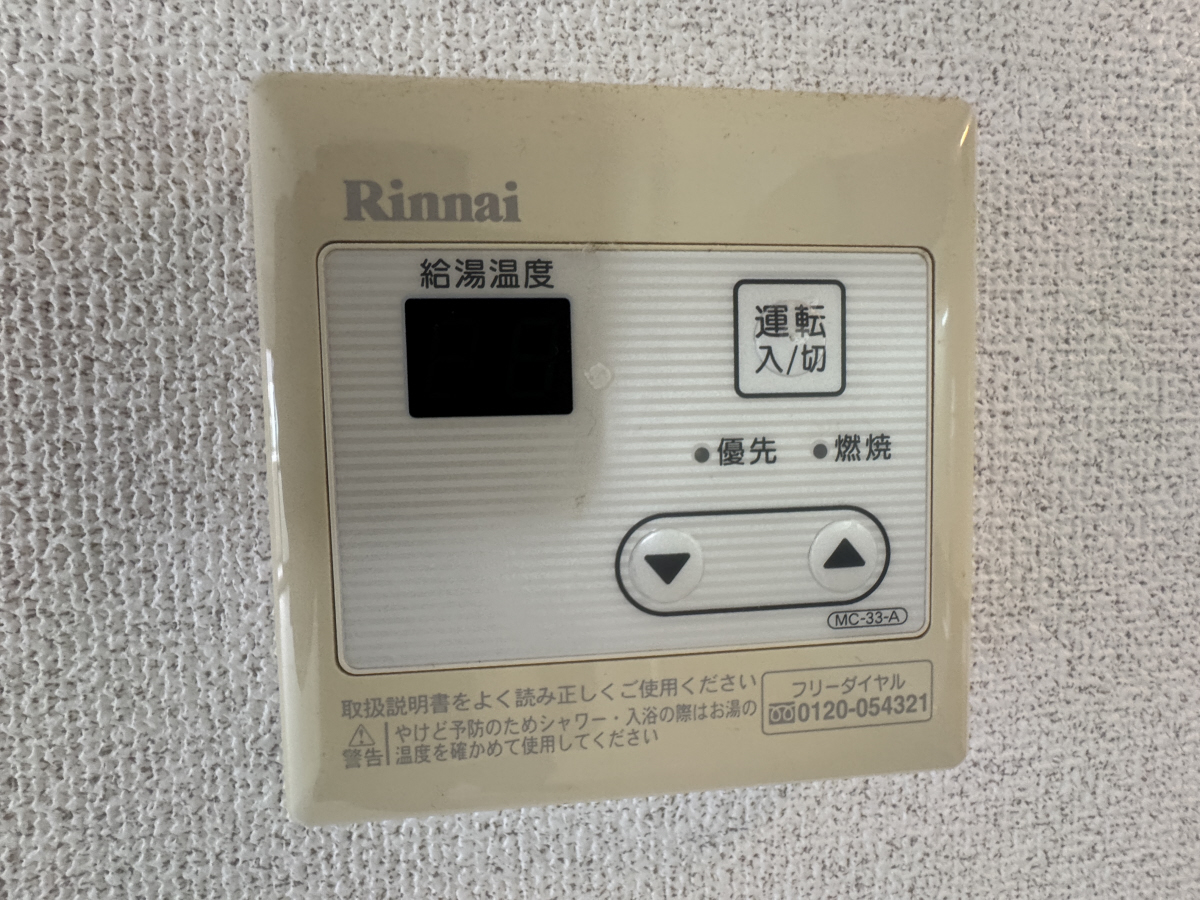 Rinnai
給湯温度
運転
入/切
優先
燃焼
▼
▲
MC-33-A
取扱説明書をよく読み正しくご使用ください
警告
やけど予防のためシャワー・入浴の際はお湯の
温度を確かめて使用してください
フリーダイヤル
0120-054321